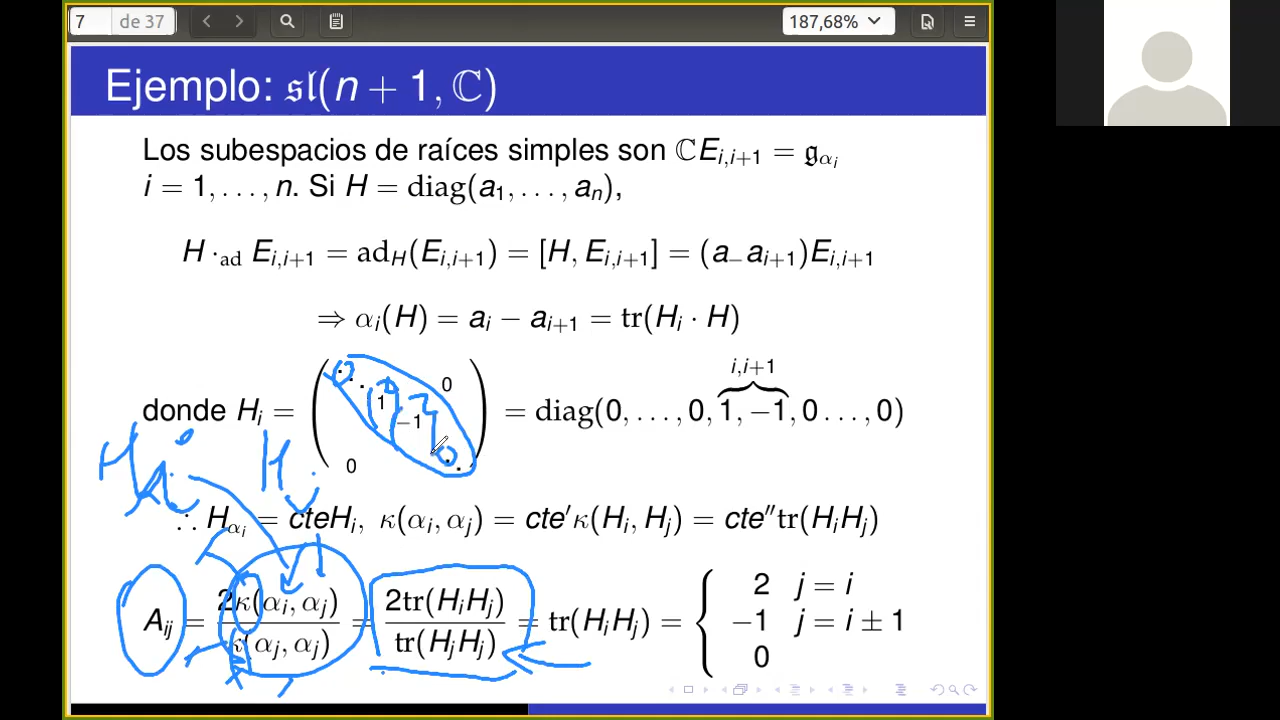 7 de 37 187,68%
Ejemplo: 𝔰𝔩(n + 1, ℂ)
Los subespacios de raíces simples son ℂE_{i,i+1} = 𝔤_{α_i}
i = 1, . . . , n. Si H = diag(a_1, . . . , a_n),
H ·_{ad} E_{i,i+1} = ad_H(E_{i,i+1}) = [H, E_{i,i+1}] = (a_− a_{i+1})E_{i,i+1}
⇒ α_i(H) = a_i − a_{i+1} = tr(H_i · H)
donde H_i = ( ⋱ 1 −1 ⋱ 0 0 ) = diag(0, . . . , 0, \overbrace{1, −1}^{i,i+1}, 0 . . . , 0)
H_i H_j
∴ H_{α_i} = cteH_i, κ(α_i, α_j) = cte′κ(H_i, H_j) = cte″tr(H_iH_j)
A_{ij} = 2κ(α_i, α_j) / κ(α_j, α_j) = 2tr(H_iH_j) / tr(H_jH_j) = tr(H_iH_j) = { 2 j = i
−1 j = i ± 1
0